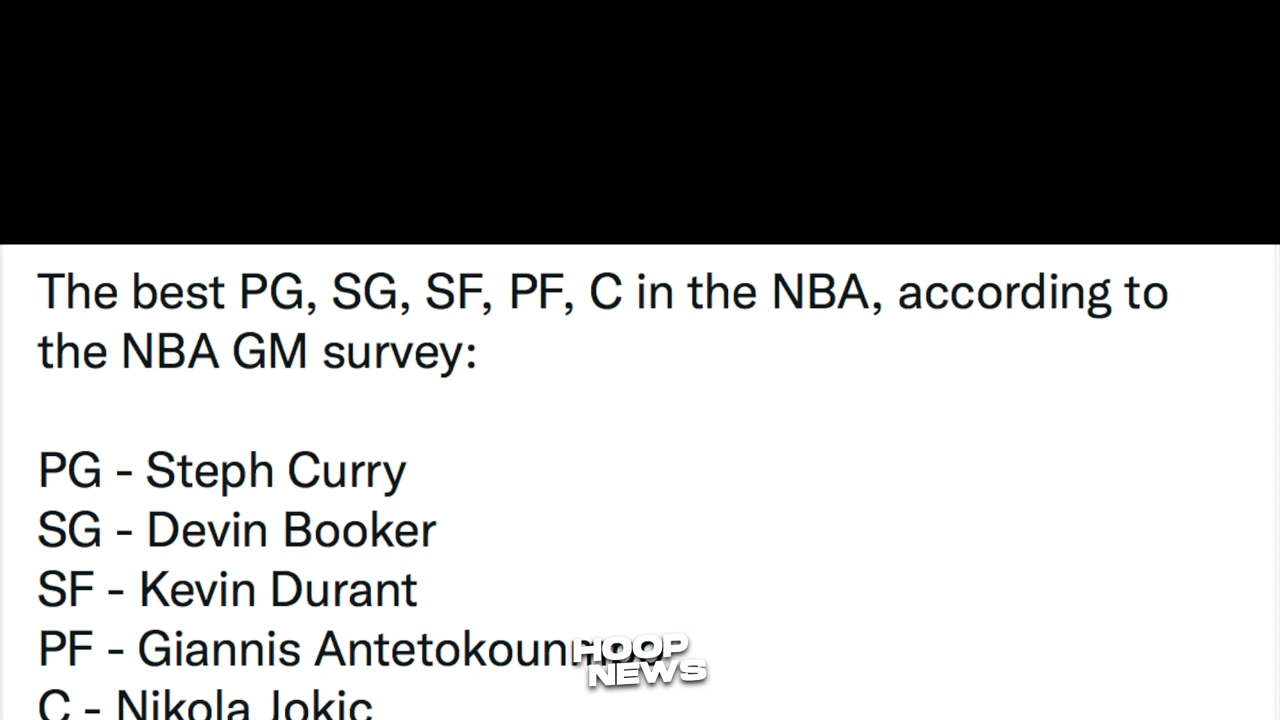 The best PG, SG, SF, PF, C in the NBA, according to
the NBA GM survey:
PG - Steph Curry
SG - Devin Booker
SF - Kevin Durant
PF - Giannis
C - Nikola Jokic
HOOP
NEWS